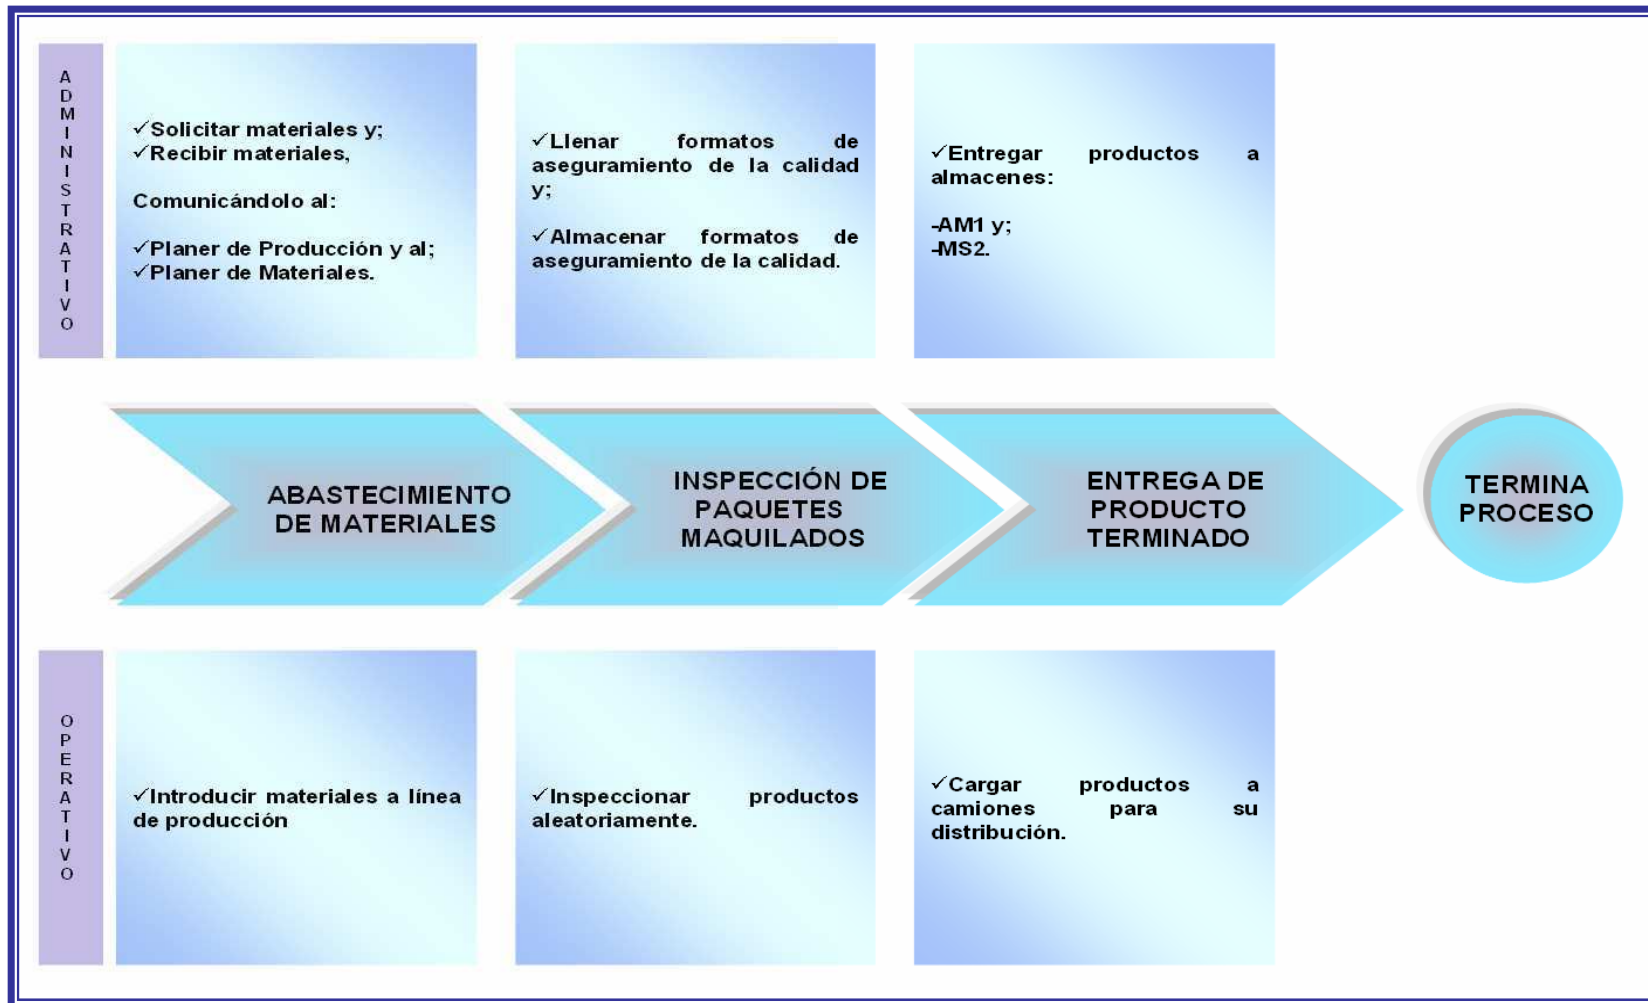 ADMINISTRATIVO
✓Solicitar materiales y;
✓Recibir materiales,
Comunicándolo al:
✓Planer de Producción y al;
✓Planer de Materiales.
✓Llenar formatos de
aseguramiento de la calidad
y;
✓Almacenar formatos de
aseguramiento de la calidad.
✓Entregar productos a
almacenes:
-AM1 y;
-MS2.
ABASTECIMIENTO
DE MATERIALES
INSPECCIÓN DE
PAQUETES
MAQUILADOS
ENTREGA DE
PRODUCTO
TERMINADO
TERMINA
PROCESO
OPERATIVO
✓Introducir materiales a línea
de producción
✓Inspeccionar productos
aleatoriamente.
✓Cargar productos a
camiones para su
distribución.